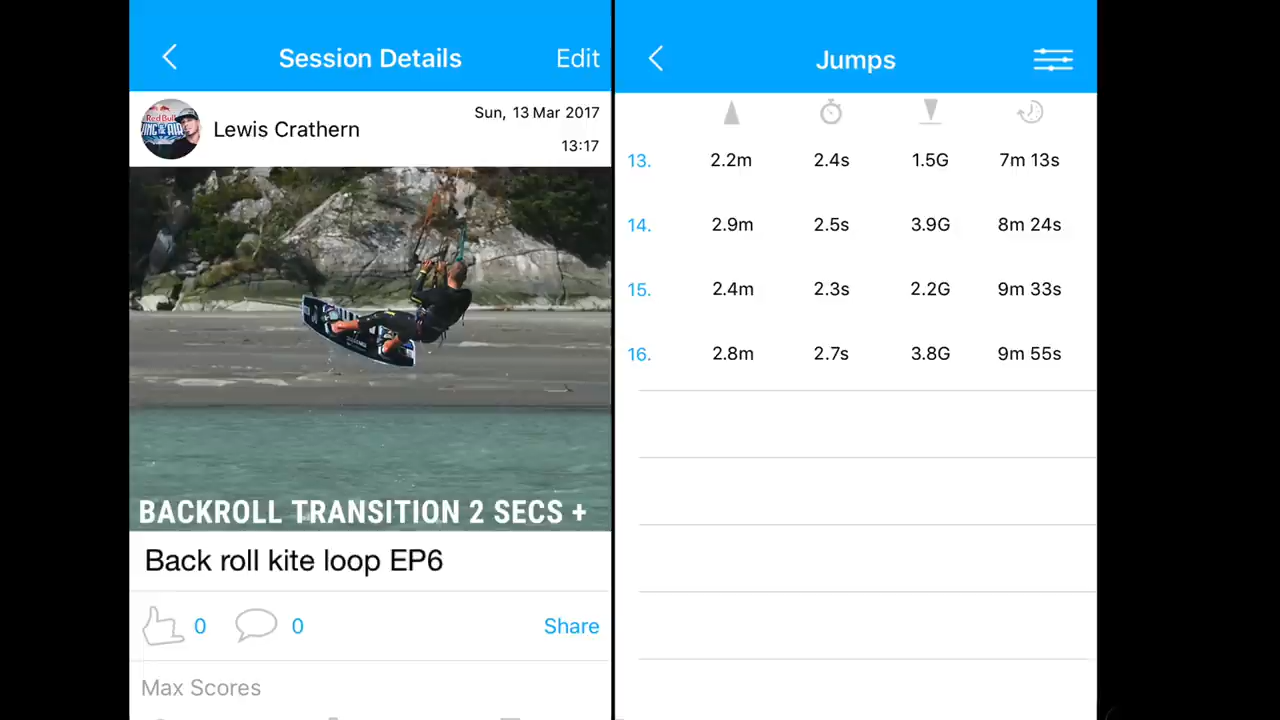 Session Details
Edit
Lewis Crathern
Sun, 13 Mar 2017
13:17
Red Bull
BACKROLL TRANSITION 2 SECS +
Back roll kite loop EP6
0
0
Share
Max Scores
Jumps
13. 2.2m 2.4s 1.5G 7m 13s
14. 2.9m 2.5s 3.9G 8m 24s
15. 2.4m 2.3s 2.2G 9m 33s
16. 2.8m 2.7s 3.8G 9m 55s